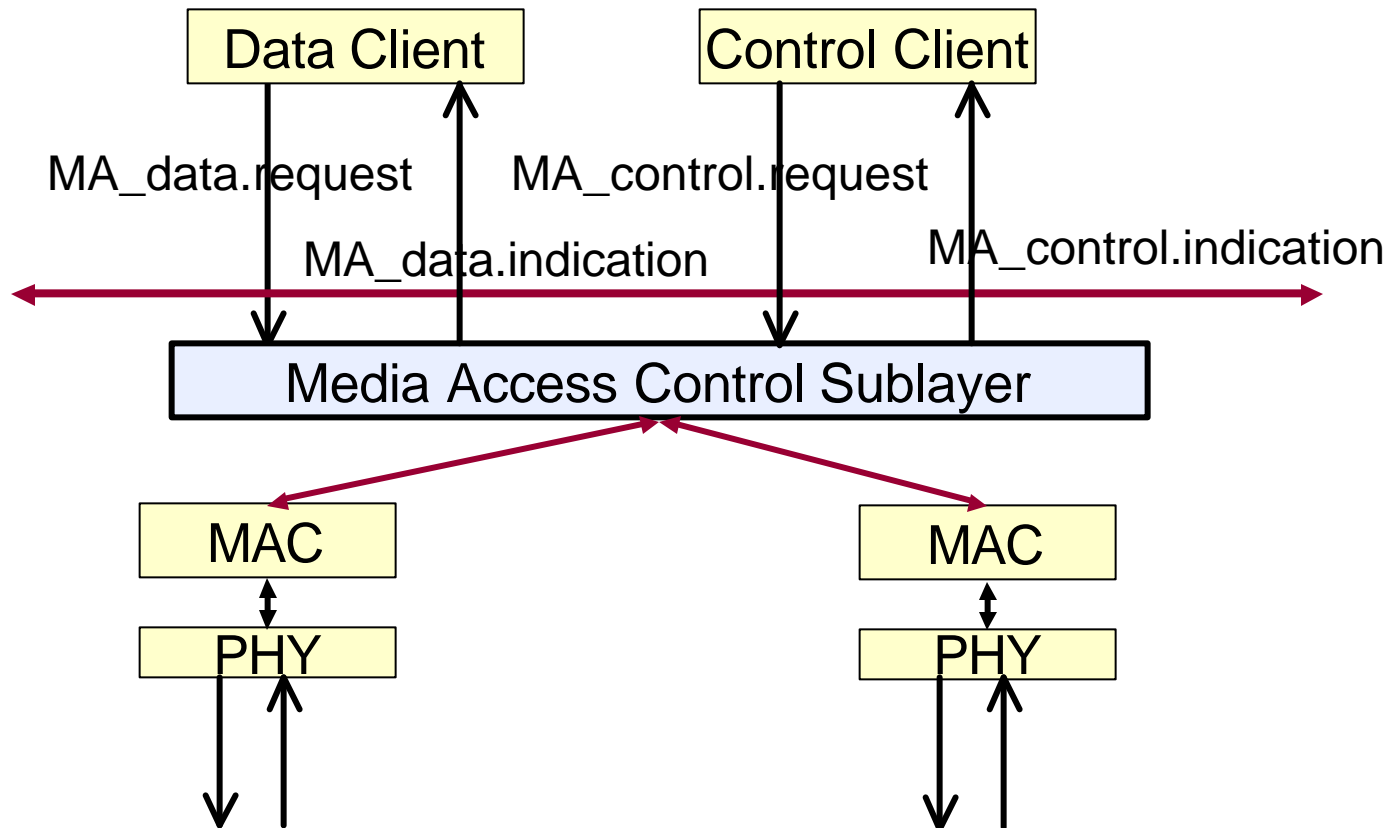 Data Client
Control Client
MA_data.request
MA_control.request
MA_data.indication
MA_control.indication
Media Access Control Sublayer
MAC
MAC
PHY
PHY